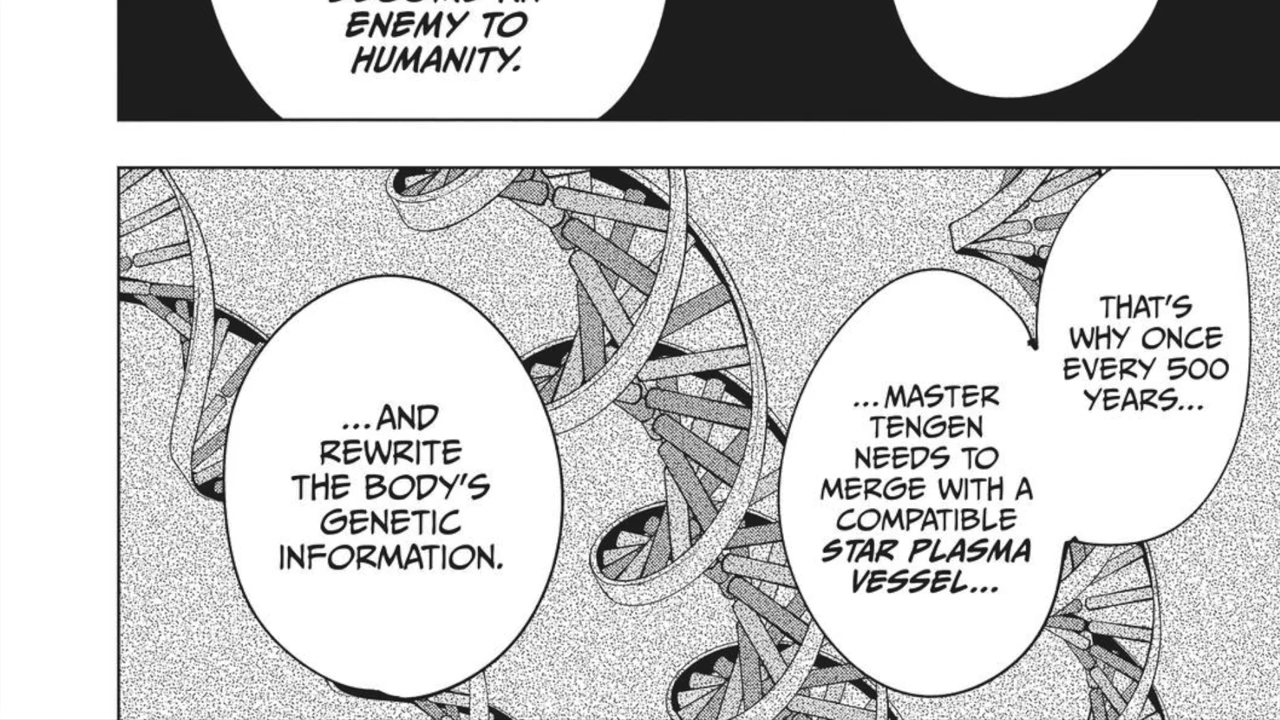 ENEMY TO
HUMANITY.
THAT'S
WHY ONCE
EVERY 500
YEARS...
...MASTER
TENGEN
NEEDS TO
MERGE WITH A
COMPATIBLE
STAR PLASMA
VESSEL...
...AND
REWRITE
THE BODY'S
GENETIC
INFORMATION.